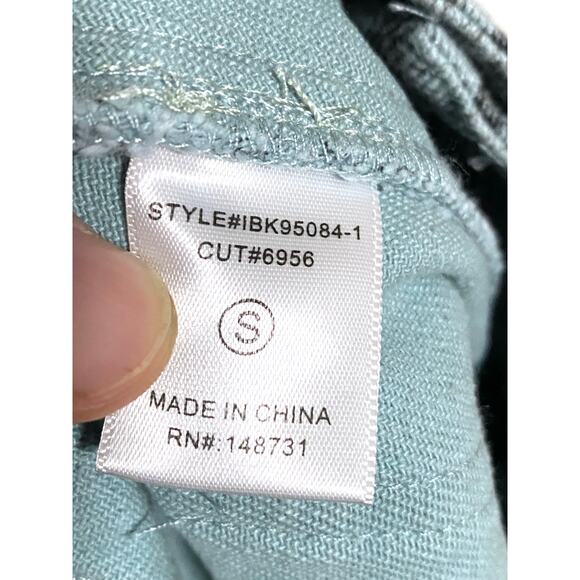 STYLE#IBK95084-1
CUT#6956
S
MADE IN CHINA
RN#:148731